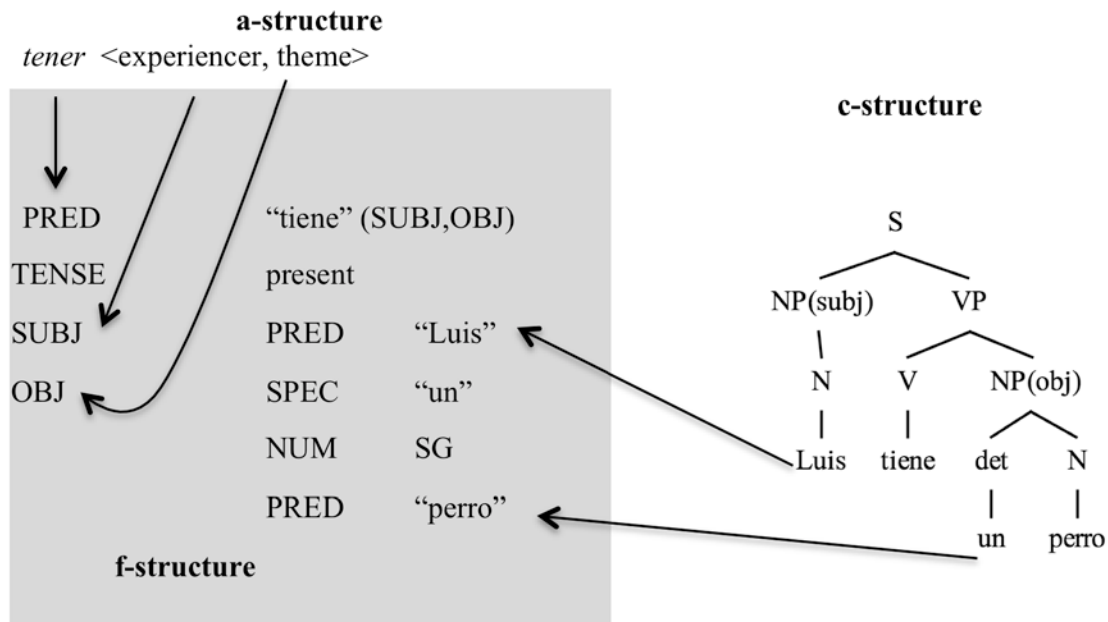 a-structure
tener <experiencer, theme>
c-structure
PRED “tiene” (SUBJ,OBJ)
TENSE present
SUBJ PRED “Luis”
OBJ SPEC “un”
NUM SG
PRED “perro”
f-structure
S
NP(subj) VP
N V NP(obj)
Luis tiene det N
un perro